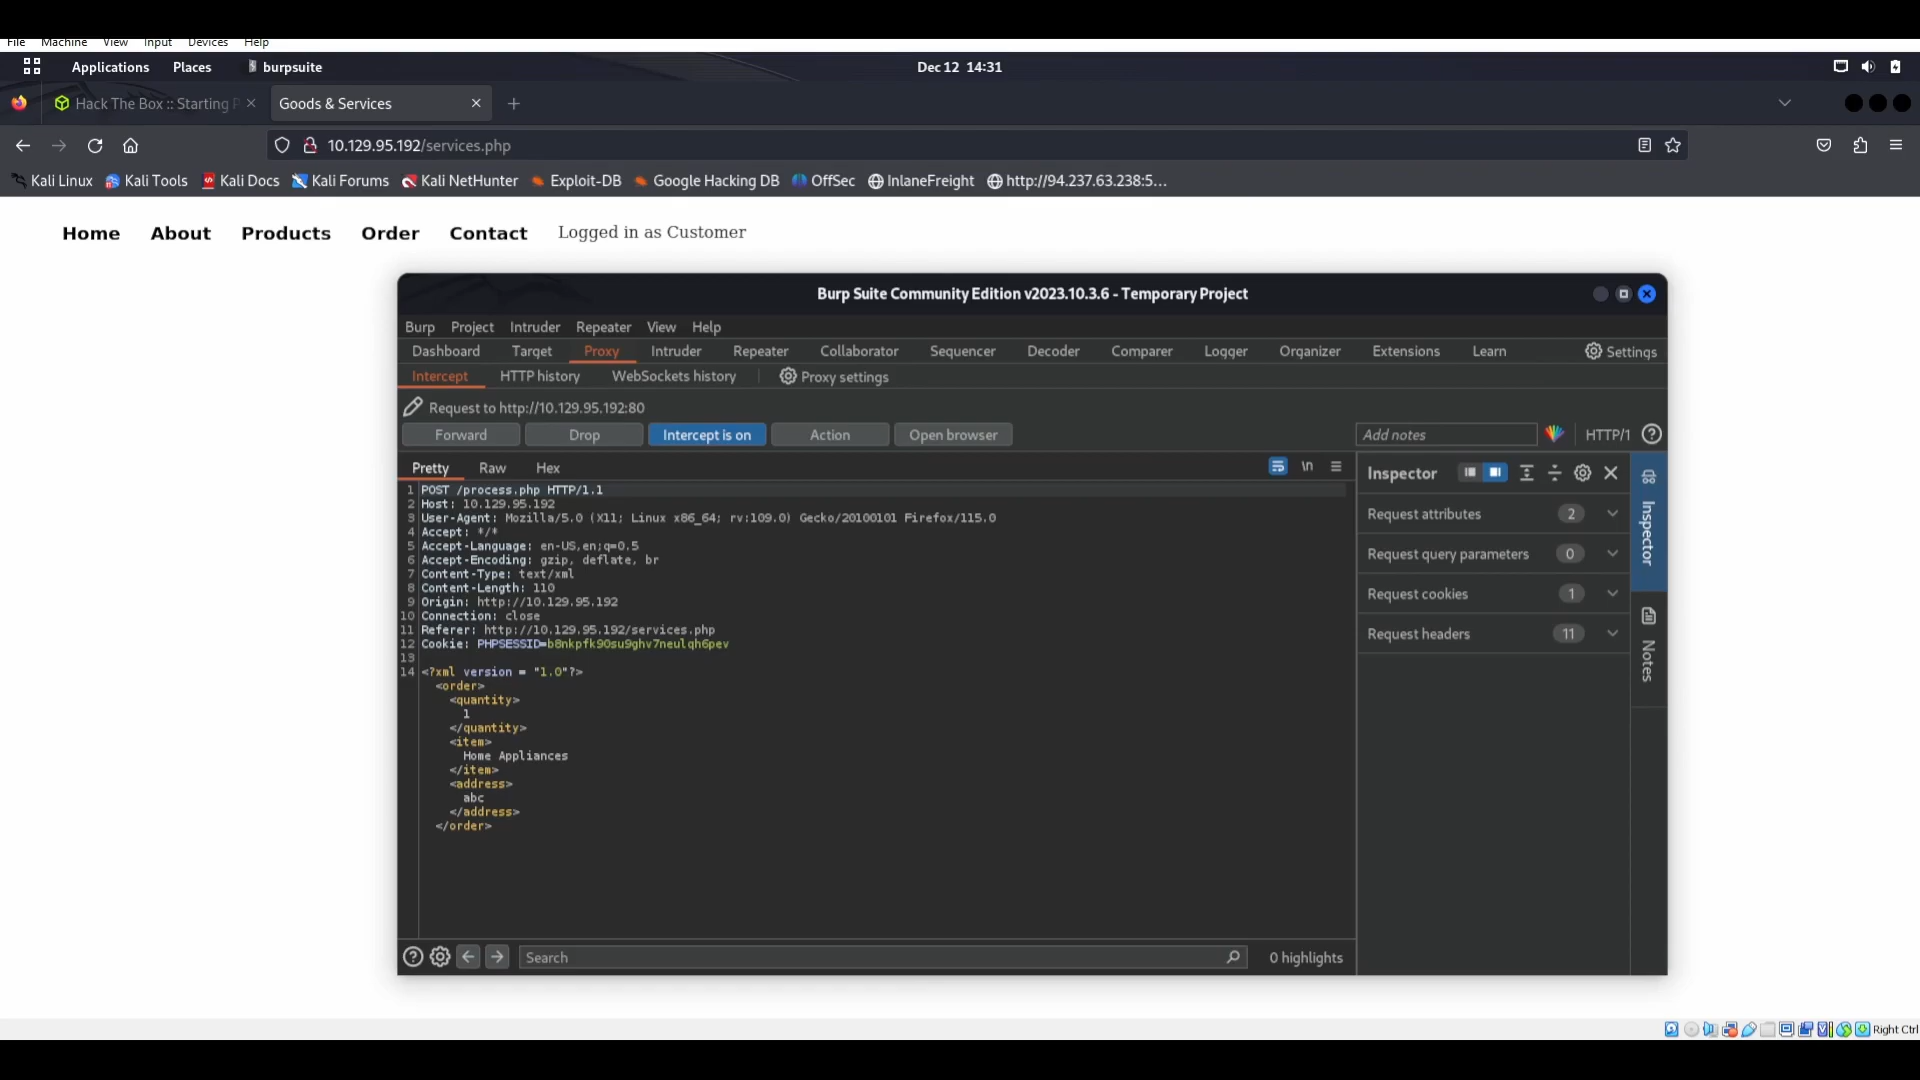 File Machine View Input Devices Help
Applications Places burpsuite Dec 12 14:31
Hack The Box :: Starting P Goods & Services
10.129.95.192/services.php
Kali Linux Kali Tools Kali Docs Kali Forums Kali NetHunter Exploit-DB Google Hacking DB OffSec InlaneFreight http://94.237.63.238:5...
Home About Products Order Contact Logged in as Customer
Burp Suite Community Edition v2023.10.3.6 - Temporary Project
Burp Project Intruder Repeater View Help
Dashboard Target Proxy Intruder Repeater Collaborator Sequencer Decoder Comparer Logger Organizer Extensions Learn Settings
Intercept HTTP history WebSockets history Proxy settings
Request to http://10.129.95.192:80
Forward Drop Intercept is on Action Open browser Add notes HTTP/1
Pretty Raw Hex \n
1 POST /process.php HTTP/1.1
2 Host: 10.129.95.192
3 User-Agent: Mozilla/5.0 (X11; Linux x86_64; rv:109.0) Gecko/20100101 Firefox/115.0
4 Accept: */*
5 Accept-Language: en-US,en;q=0.5
6 Accept-Encoding: gzip, deflate, br
7 Content-Type: text/xml
8 Content-Length: 110
9 Origin: http://10.129.95.192
10 Connection: close
11 Referer: http://10.129.95.192/services.php
12 Cookie: PHPSESSID=b8nkpfk90su9ghv7neulqh6pev
13
14 <?xml version = "1.0"?>
<order>
<quantity>
1
</quantity>
<item>
Home Appliances
</item>
<address>
abc
</address>
</order>
Inspector
Request attributes 2
Request query parameters 0
Request cookies 1
Request headers 11
Inspector
Notes
Search 0 highlights
Right Ctrl